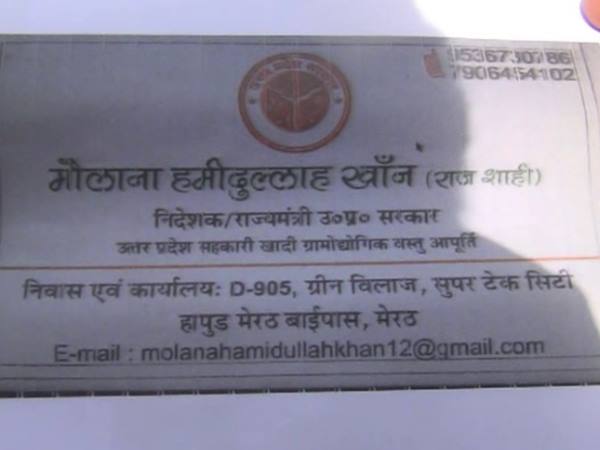 7906454102
मौलाना हमीदुल्लाह खाँन (राज शाही)
निदेशक/राज्यमंत्री उ०प्र० सरकार
उत्तर प्रदेश सहकारी खादी ग्रामोद्योगिक वस्तु आपूर्ति
निवास एवं कार्यालयः D-905, ग्रीन विलाज, सुपर टेक सिटी
हापुड मेरठ बाईपास, मेरठ
E-mail : molanahamidullahkhan12@gmail.com